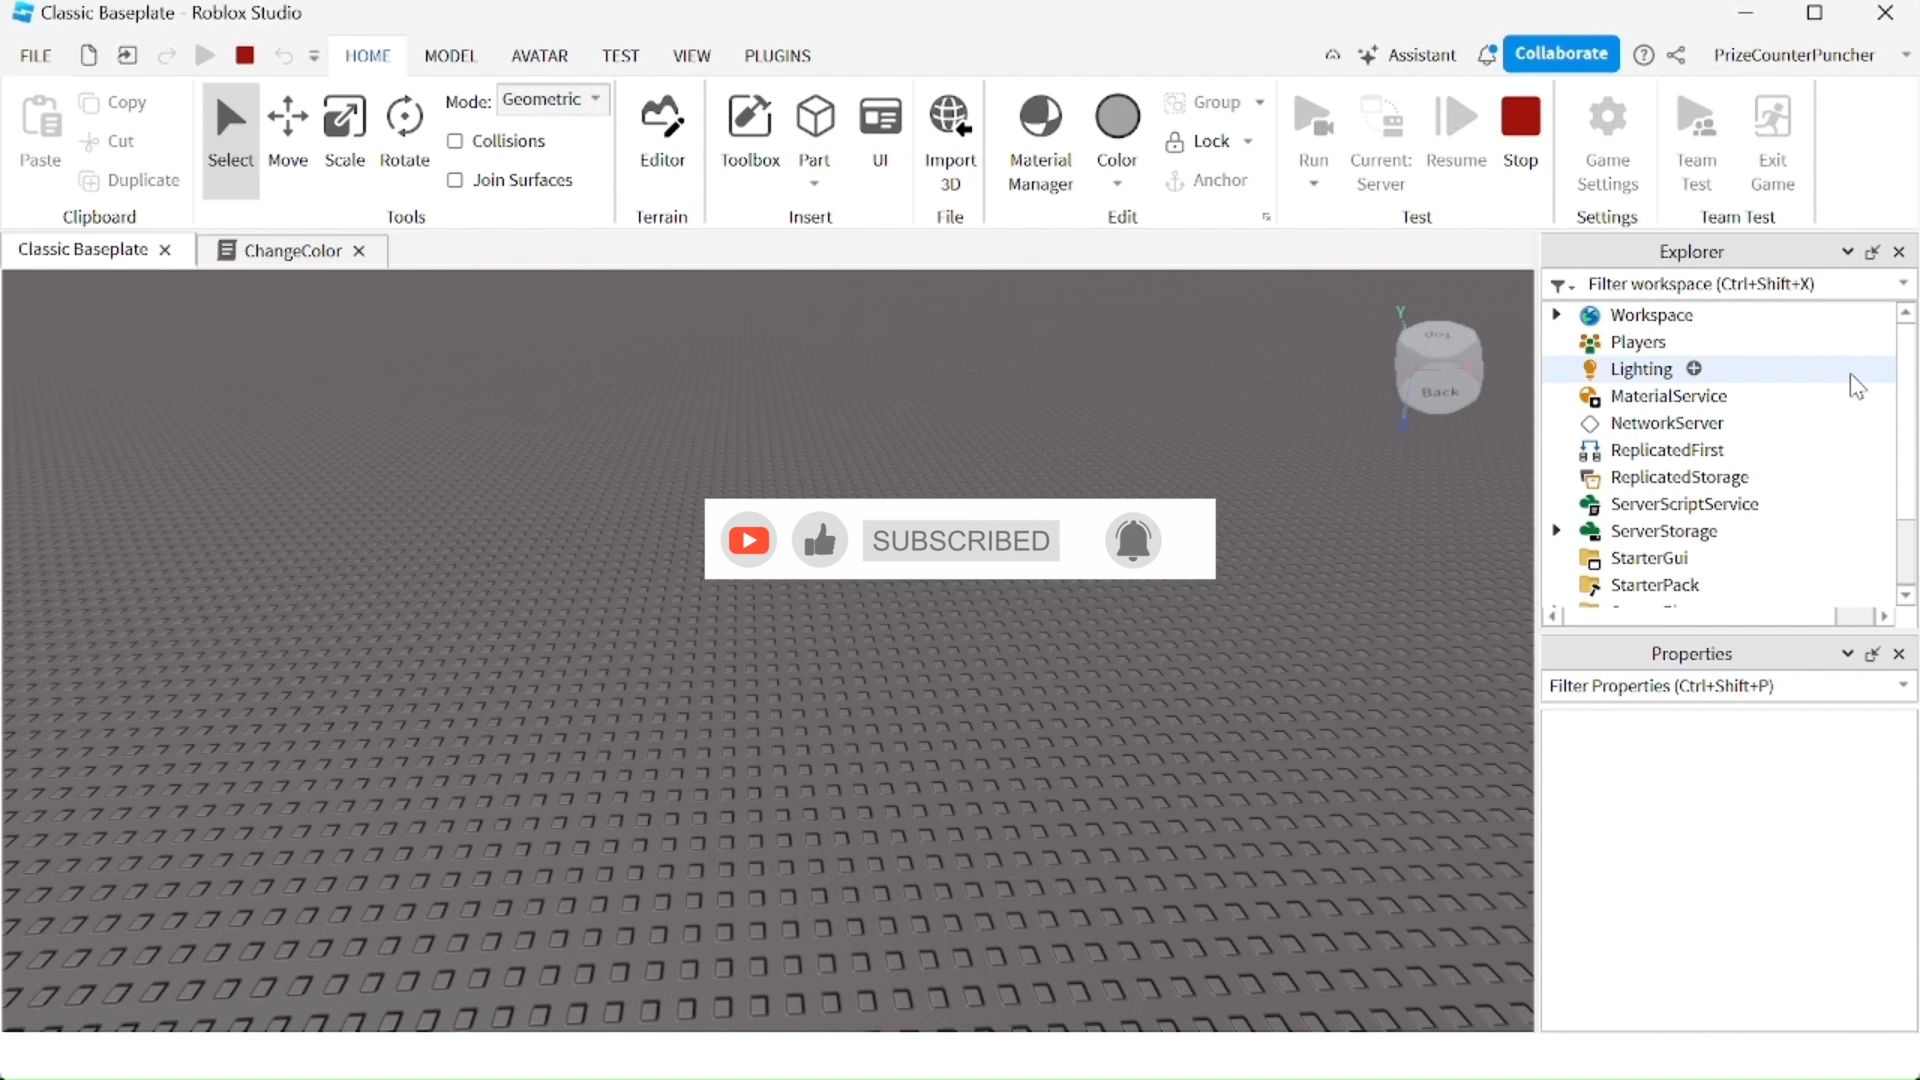 Classic Baseplate - Roblox Studio
FILE
HOME
MODEL
AVATAR
TEST
VIEW
PLUGINS
Assistant
Collaborate
PrizeCounterPuncher
Paste
Copy
Cut
Duplicate
Clipboard
Select
Move
Scale
Rotate
Mode: Geometric
Collisions
Join Surfaces
Tools
Editor
Terrain
Toolbox
Part
UI
Insert
Import
3D
File
Material
Manager
Color
Group
Lock
Anchor
Edit
Run
Current:
Server
Resume
Stop
Test
Game
Settings
Settings
Team
Test
Exit
Game
Team Test
Classic Baseplate
ChangeColor
Y
Top
Back
SUBSCRIBED
Explorer
Filter workspace (Ctrl+Shift+X)
Workspace
Players
Lighting
MaterialService
NetworkServer
ReplicatedFirst
ReplicatedStorage
ServerScriptService
ServerStorage
StarterGui
StarterPack
Properties
Filter Properties (Ctrl+Shift+P)